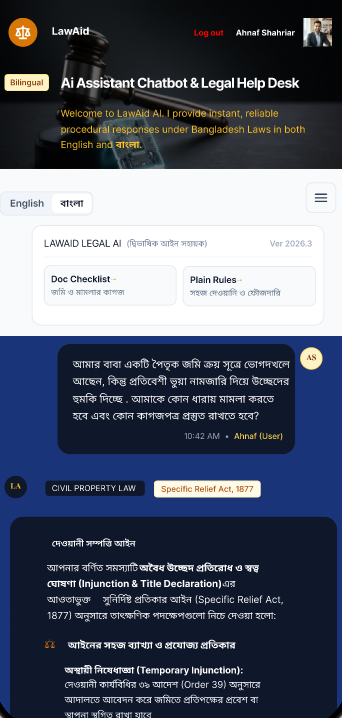 LawAid
Log out
Ahnaf Shahriar
Bilingual
Ai Assistant Chatbot & Legal Help Desk
Welcome to LawAid AI. I provide instant, reliable
procedural responses under Bangladesh Laws in both
English and বাংলা.
English
বাংলা
LAWAID LEGAL AI (দ্বিভাষিক আইন সহায়ক)
Ver 2026.3
Doc Checklist→
জমি ও মামলার কাগজ
Plain Rules→
সহজ দেওয়ানি ও ফৌজদারি
আমার বাবা একটি পৈতৃক জমি ক্রয় সূত্রে ভোগদখলে
আছেন, কিন্তু প্রতিবেশী ভুয়া নামজারি দিয়ে উচ্ছেদের
হুমকি দিচ্ছে . আমাকে কোন ধারায় মামলা করতে
হবে এবং কোন কাগজপত্র প্রস্তুত রাখতে হবে?
10:42 AM • Ahnaf (User)
AS
LA
CIVIL PROPERTY LAW
Specific Relief Act, 1877
দেওয়ানী সম্পত্তি আইন
আপনার বর্ণিত সমস্যাটি অবৈধ উচ্ছেদ প্রতিরোধ ও স্বত্ব
ঘোষণা (Injunction & Title Declaration)এর
আওতাভুক্ত সুনির্দিষ্ট প্রতিকার আইন (Specific Relief Act,
1877) অনুসারে তাৎক্ষণিক পদক্ষেপগুলো নিচে দেওয়া হলো:
আইনের সহজ ব্যাখ্যা ও প্রযোজ্য প্রতিকার
অস্থায়ী নিষেধাজ্ঞা (Temporary Injunction):
দেওয়ানী কার্যবিধির ৩৯ আদেশ (Order 39) অনুসারে
আদালতে আবেদন করে জমিতে প্রতিপক্ষের প্রবেশ বা
স্থাপনা স্থগিত রাখা যাবে